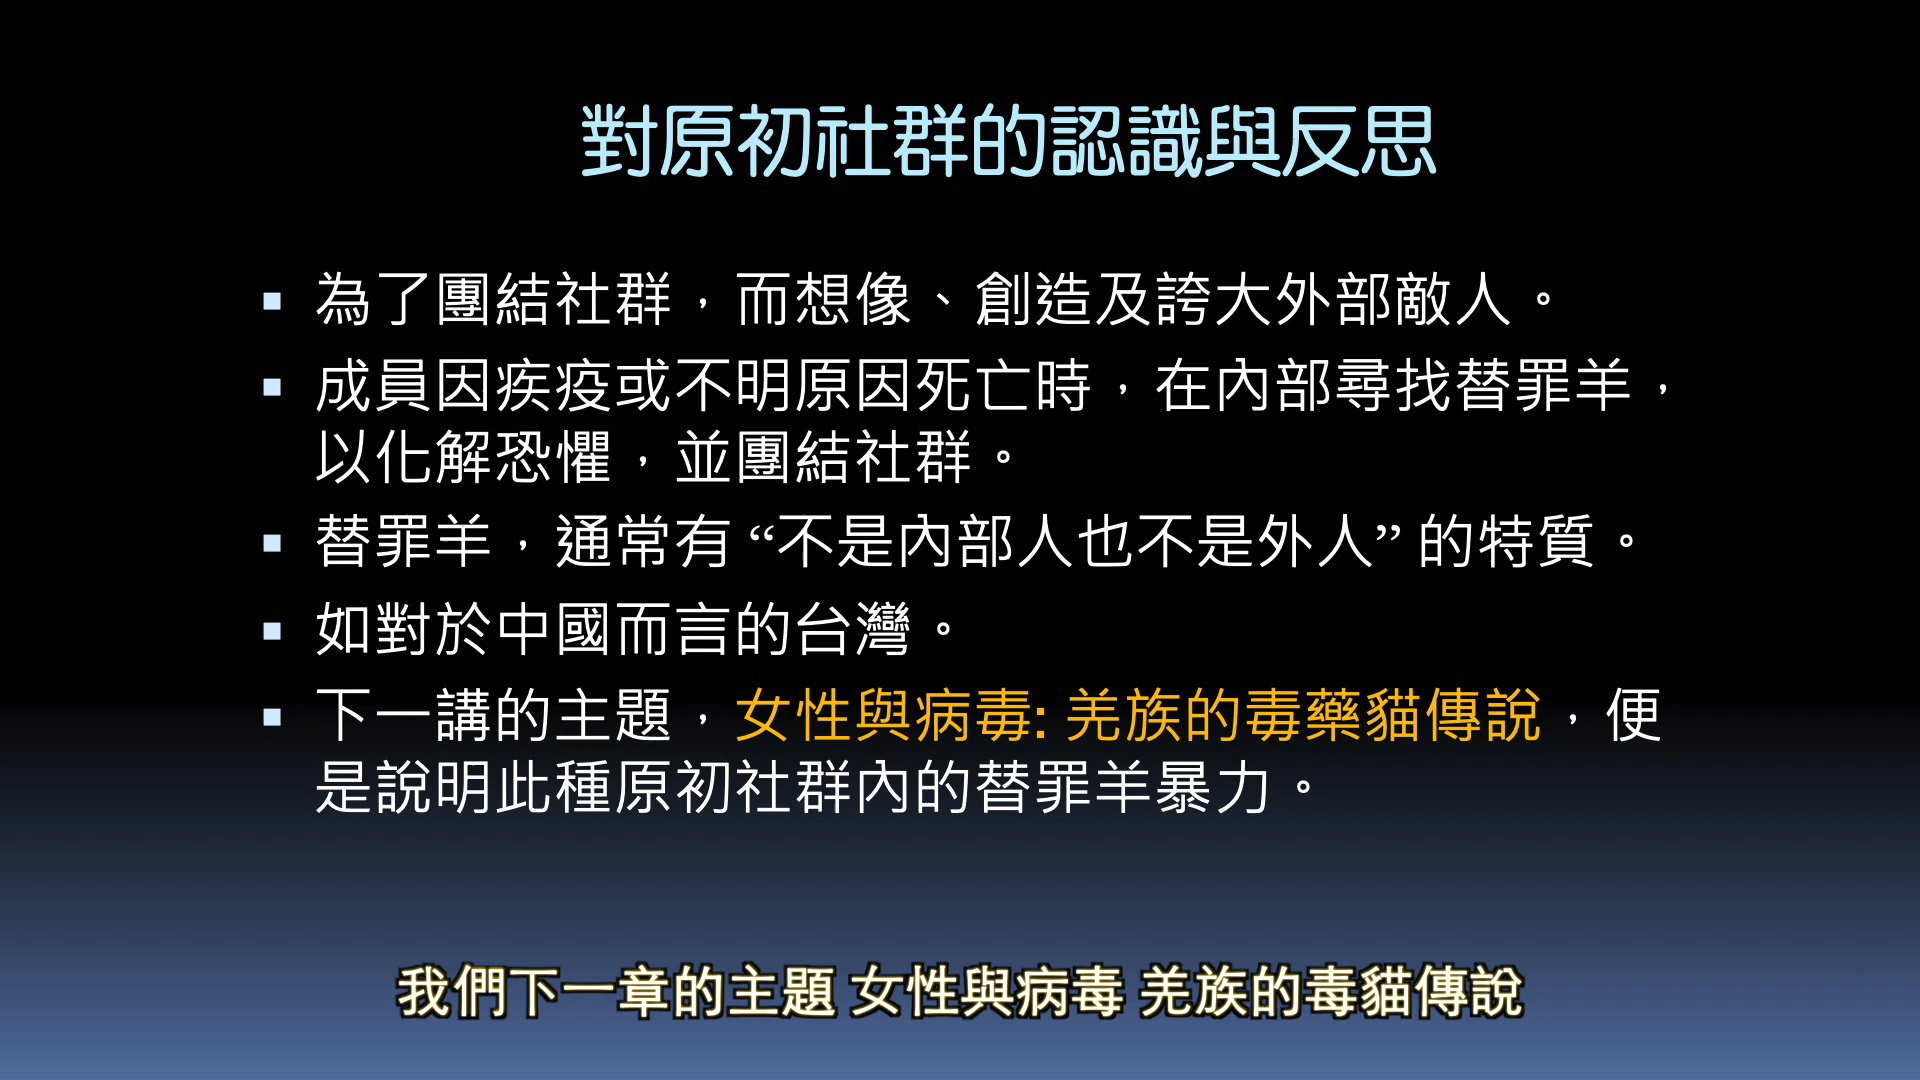 對原初社群的認識與反思
▪ 為了團結社群，而想像、創造及誇大外部敵人。
▪ 成員因疾疫或不明原因死亡時，在內部尋找替罪羊，
以化解恐懼，並團結社群。
▪ 替罪羊，通常有 “不是內部人也不是外人” 的特質。
▪ 如對於中國而言的台灣。
▪ 下一講的主題，女性與病毒: 羌族的毒藥貓傳說，便
是說明此種原初社群內的替罪羊暴力。
我們下一章的主題 女性與病毒 羌族的毒貓傳說